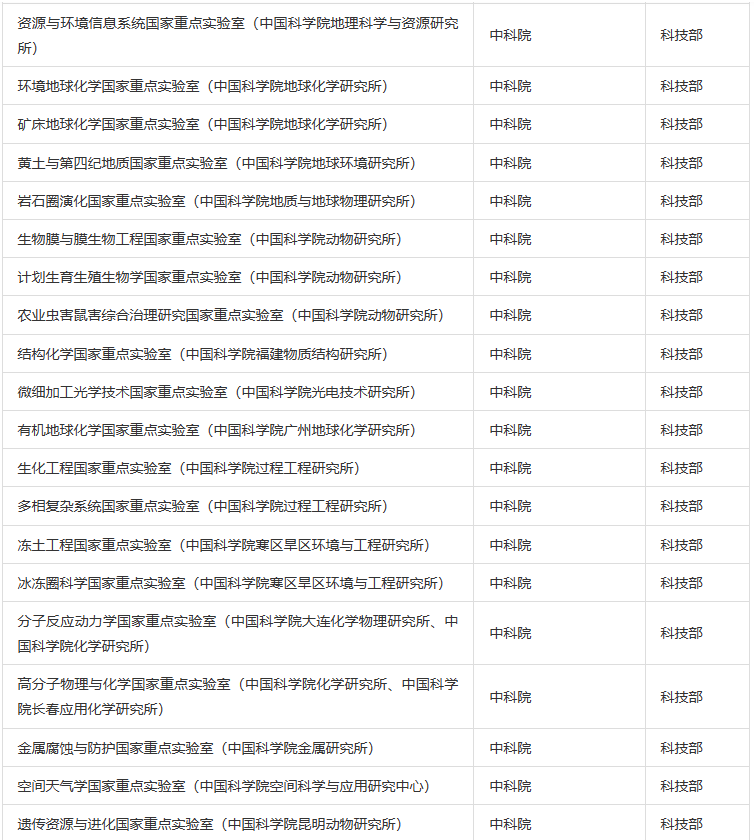 资源与环境信息系统国家重点实验室（中国科学院地理科学与资源研究
所） 中科院 科技部
环境地球化学国家重点实验室（中国科学院地球化学研究所） 中科院 科技部
矿床地球化学国家重点实验室（中国科学院地球化学研究所） 中科院 科技部
黄土与第四纪地质国家重点实验室（中国科学院地球环境研究所） 中科院 科技部
岩石圈演化国家重点实验室（中国科学院地质与地球物理研究所） 中科院 科技部
生物膜与膜生物工程国家重点实验室（中国科学院动物研究所） 中科院 科技部
计划生育生殖生物学国家重点实验室（中国科学院动物研究所） 中科院 科技部
农业虫害鼠害综合治理研究国家重点实验室（中国科学院动物研究所） 中科院 科技部
结构化学国家重点实验室（中国科学院福建物质结构研究所） 中科院 科技部
微细加工光学技术国家重点实验室（中国科学院光电技术研究所） 中科院 科技部
有机地球化学国家重点实验室（中国科学院广州地球化学研究所） 中科院 科技部
生化工程国家重点实验室（中国科学院过程工程研究所） 中科院 科技部
多相复杂系统国家重点实验室（中国科学院过程工程研究所） 中科院 科技部
冻土工程国家重点实验室（中国科学院寒区旱区环境与工程研究所） 中科院 科技部
冰冻圈科学国家重点实验室（中国科学院寒区旱区环境与工程研究所） 中科院 科技部
分子反应动力学国家重点实验室（中国科学院大连化学物理研究所、中
国科学院化学研究所） 中科院 科技部
高分子物理与化学国家重点实验室（中国科学院化学研究所、中国科学
院长春应用化学研究所） 中科院 科技部
金属腐蚀与防护国家重点实验室（中国科学院金属研究所） 中科院 科技部
空间天气学国家重点实验室（中国科学院空间科学与应用研究中心） 中科院 科技部
遗传资源与进化国家重点实验室（中国科学院昆明动物研究所） 中科院 科技部